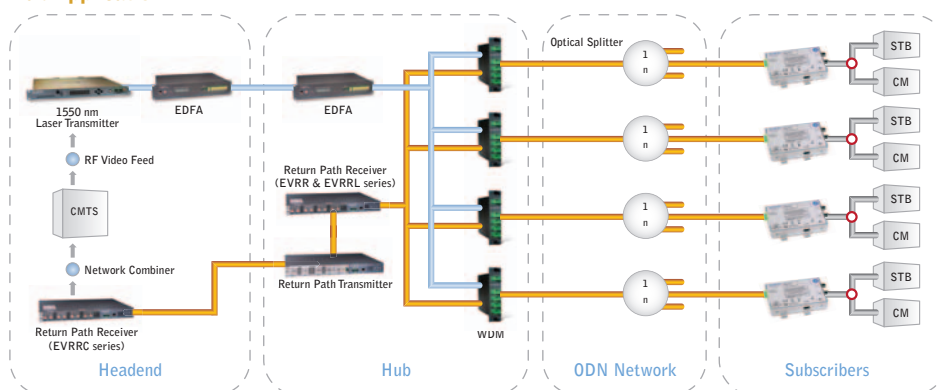 Optical Splitter
1
n
STB
CM
1550 nm
Laser Transmitter
EDFA
EDFA
RF Video Feed
1
n
STB
CM
Return Path Receiver
(EVRR & EVRRL series)
CMTS
1
n
STB
CM
Network Combiner
Return Path Transmitter
1
n
STB
CM
Return Path Receiver
(EVRRC series)
WDM
Headend
Hub
ODN Network
Subscribers